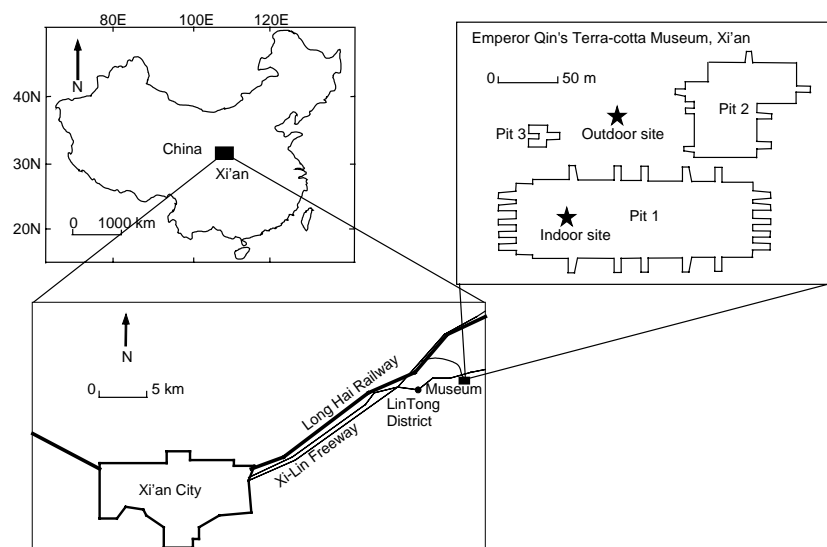 80E 100E 120E
N
40N
30N
20N
China
Xi'an
0 1000 km
Emperor Qin's Terra-cotta Museum, Xi'an
0 50 m
Pit 3
Outdoor site
Pit 2
Pit 1
Indoor site
N
0 5 km
Long Hai Railway
Xi-Lin Freeway
Museum
LinTong
District
Xi'an City